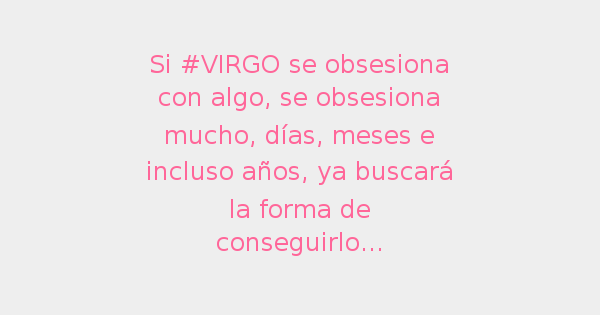 Si #VIRGO se obsesiona
con algo, se obsesiona
mucho, días, meses e
incluso años, ya buscará
la forma de
conseguirlo...